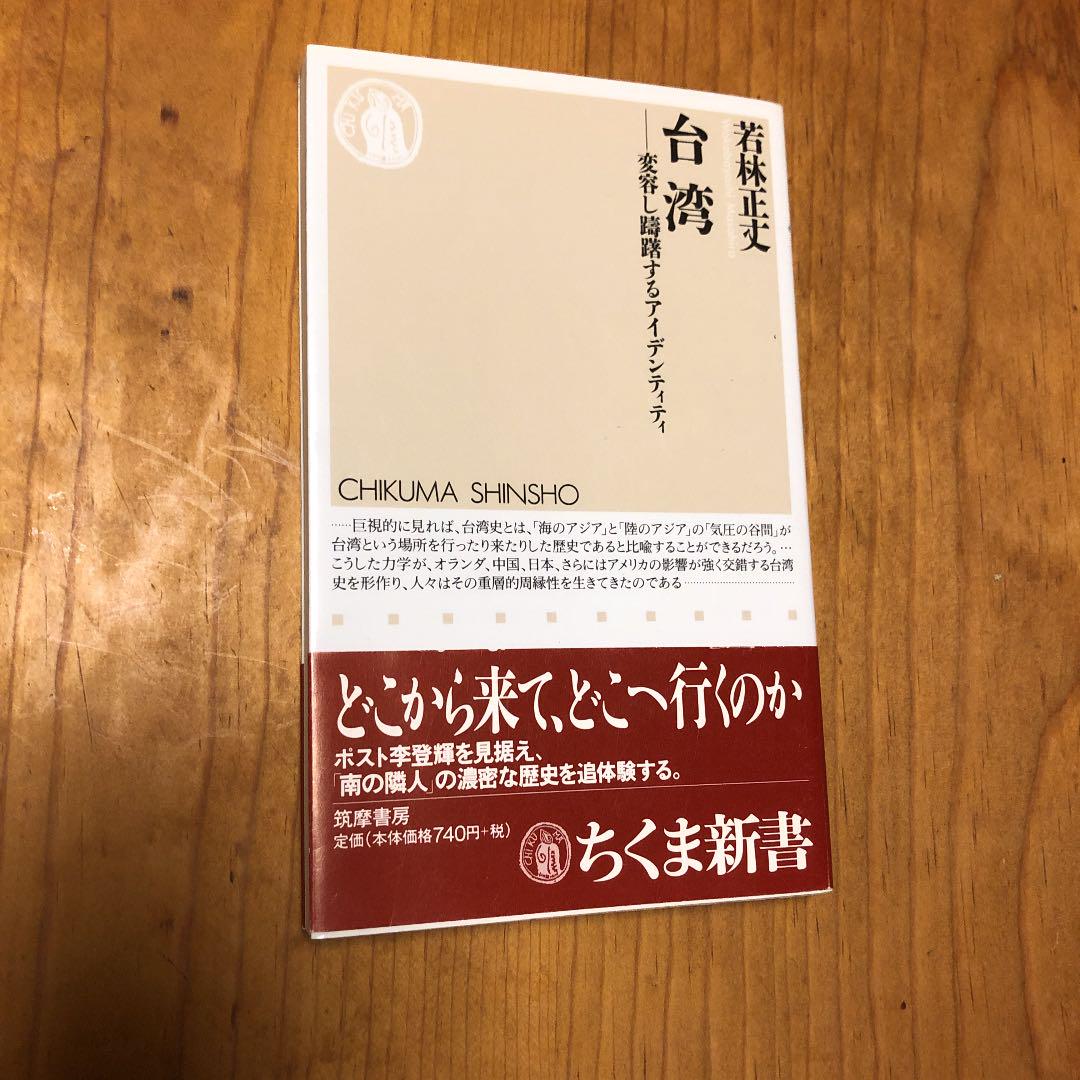 若林正丈
台湾
──変容し躊躇するアイデンティティ
CHIKUMA SHINSHO
……巨視的に見れば、台湾史とは、「海のアジア」と「陸のアジア」の「気圧の谷間」が
台湾という場所を行ったり来たりした歴史であると比喩することができるだろう。…
こうした力学が、オランダ、中国、日本、さらにはアメリカの影響が強く交錯する台湾
史を形作り、人々はその重層的周縁性を生きてきたのである……………………
どこから来て、どこへ行くのか
ポスト李登輝を見据え、
「南の隣人」の濃密な歴史を追体験する。
筑摩書房
定価(本体価格740円+税)
CHIKUMA
ちくま新書